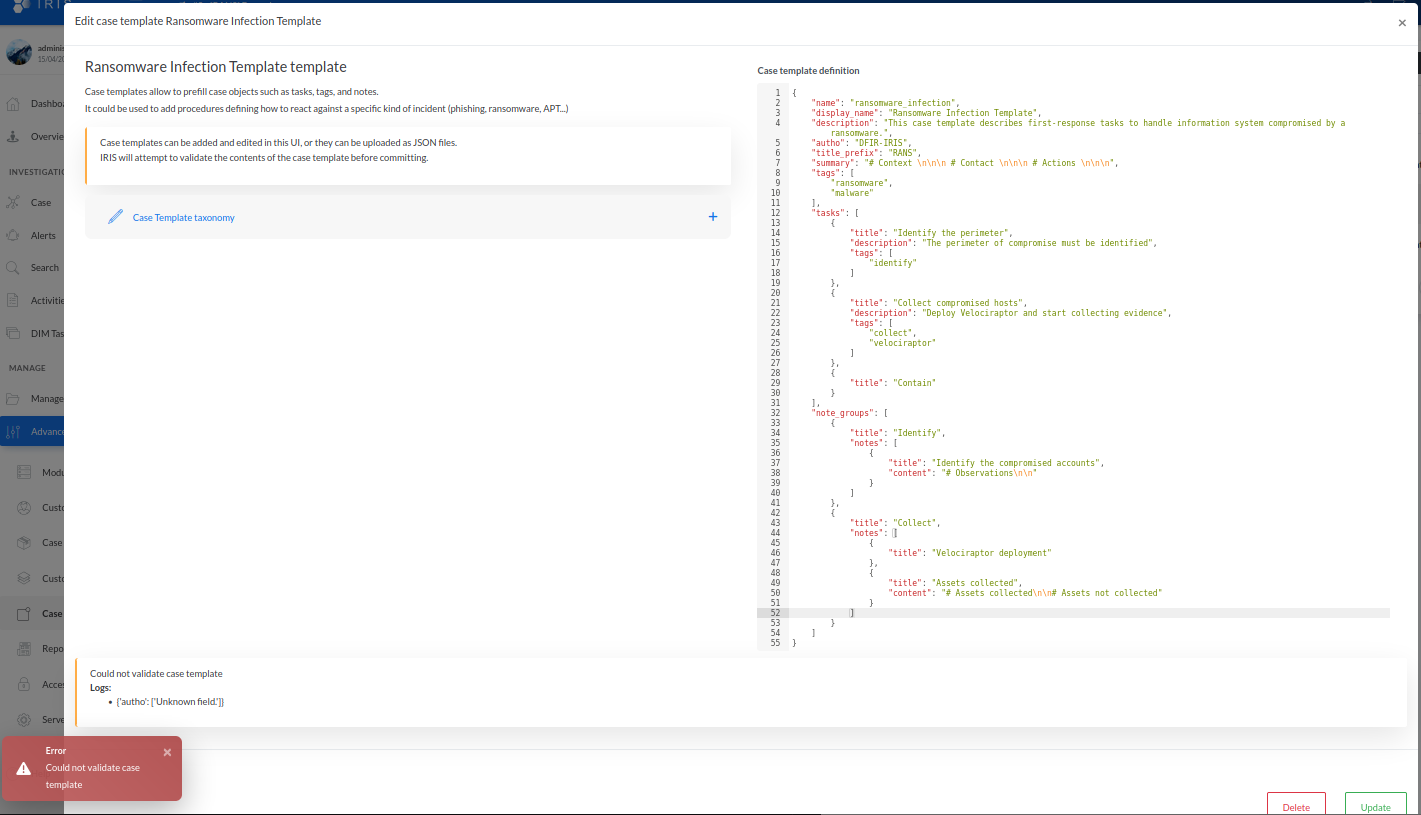 IRIS
Edit case template Ransomware Infection Template
×
adminis
15/04/20
Dashbo
Overvie
INVESTIGATIO
Case
Alerts
Search
Activitie
DIM Tas
MANAGE
Manage
Advance
Modu
Custo
Case
Custo
Case
Repo
Acces
Serve
Ransomware Infection Template template
Case templates allow to prefill case objects such as tasks, tags, and notes.
It could be used to add procedures defining how to react against a specific kind of incident (phishing, ransomware, APT...)
Case templates can be added and edited in this UI, or they can be uploaded as JSON files.
IRIS will attempt to validate the contents of the case template before committing.
Case Template taxonomy
+
Case template definition
1 {
2 "name": "ransomware_infection",
3 "display_name": "Ransomware Infection Template",
4 "description": "This case template describes first-response tasks to handle information system compromised by a
ransomware.",
5 "autho": "DFIR-IRIS",
6 "title_prefix": "RANS",
7 "summary": "# Context \n\n\n # Contact \n\n\n # Actions \n\n\n",
8 "tags": [
9 "ransomware",
10 "malware"
11 ],
12 "tasks": [
13 {
14 "title": "Identify the perimeter",
15 "description": "The perimeter of compromise must be identified",
16 "tags": [
17 "identify"
18 ]
19 },
20 {
21 "title": "Collect compromised hosts",
22 "description": "Deploy Velociraptor and start collecting evidence",
23 "tags": [
24 "collect",
25 "velociraptor"
26 ]
27 },
28 {
29 "title": "Contain"
30 }
31 ],
32 "note_groups": [
33 {
34 "title": "Identify",
35 "notes": [
36 {
37 "title": "Identify the compromised accounts",
38 "content": "# Observations\n\n"
39 }
40 ]
41 },
42 {
43 "title": "Collect",
44 "notes": [
45 {
46 "title": "Velociraptor deployment"
47 },
48 {
49 "title": "Assets collected",
50 "content": "# Assets collected\n\n# Assets not collected"
51 }
52 ]
53 }
54 ]
55 }
Could not validate case template
Logs:
• {'autho': ['Unknown field.']}
Error
×
Could not validate case
template
Delete
Update